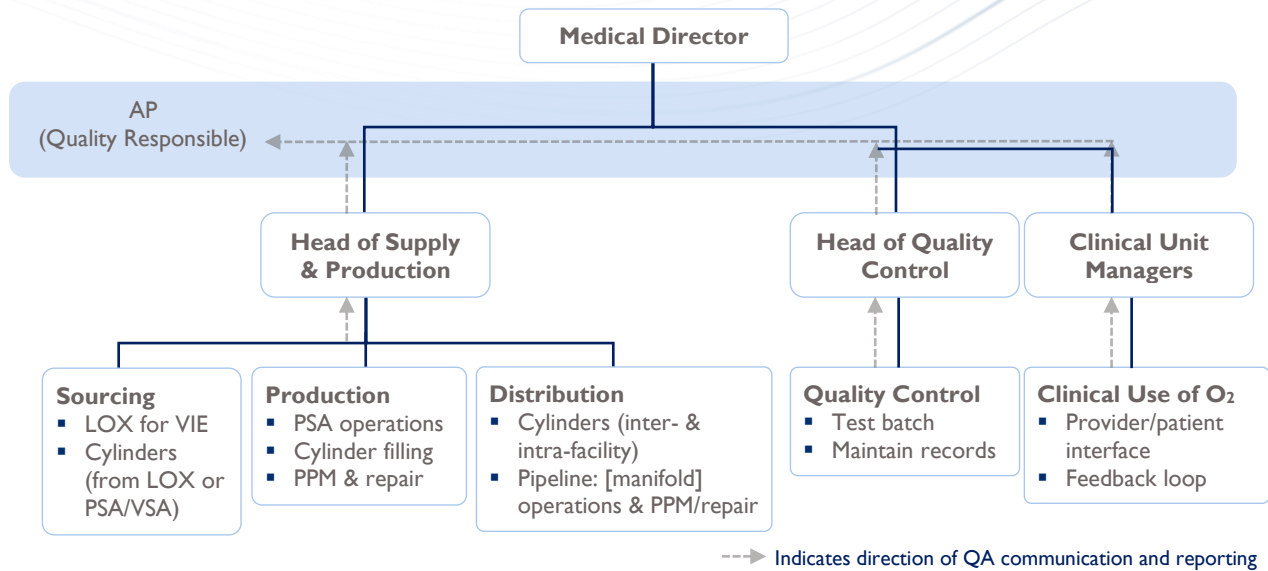 Medical Director
AP
(Quality Responsible)
Head of Supply
& Production
Head of Quality
Control
Clinical Unit
Managers
Sourcing
▪ LOX for VIE
▪ Cylinders
(from LOX or
PSA/VSA)
Production
▪ PSA operations
▪ Cylinder filling
▪ PPM & repair
Distribution
▪ Cylinders (inter- &
intra-facility)
▪ Pipeline: [manifold]
operations & PPM/repair
Quality Control
▪ Test batch
▪ Maintain records
Clinical Use of O₂
▪ Provider/patient
interface
▪ Feedback loop
Indicates direction of QA communication and reporting